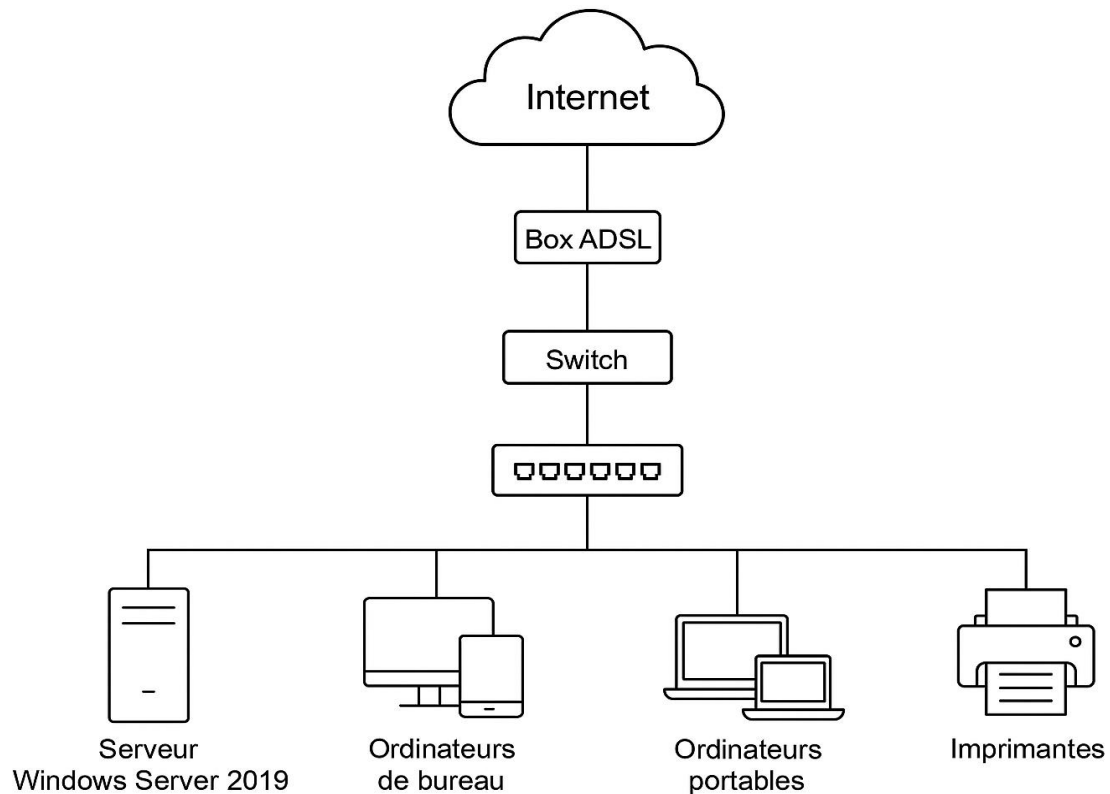 Internet
Box ADSL
Switch
Serveur
Windows Server 2019
Ordinateurs
de bureau
Ordinateurs
portables
Imprimantes